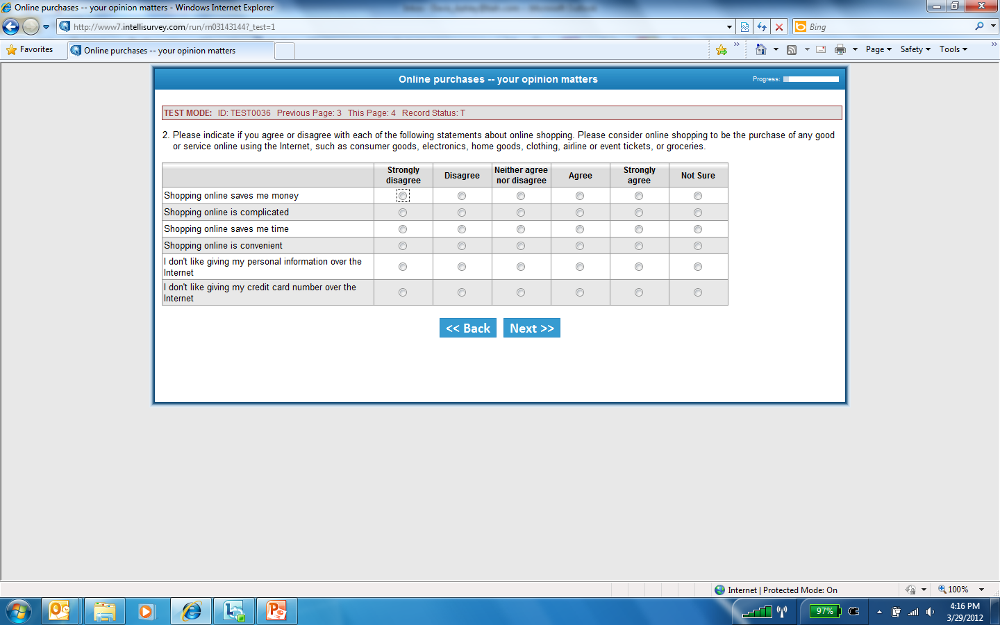 Online purchases -- your opinion matters - Windows Internet Explorer
http://www7.intellisurvey.com/run/rn03143144?_test=1
Bing
Favorites
Online purchases -- your opinion matters
Page
Safety
Tools
Online purchases -- your opinion matters
Progress:
TEST MODE: ID: TEST0036 Previous Page: 3 This Page: 4 Record Status: T
2. Please indicate if you agree or disagree with each of the following statements about online shopping. Please consider online shopping to be the purchase of any good
or service online using the Internet, such as consumer goods, electronics, home goods, clothing, airline or event tickets, or groceries.
Strongly disagree
Disagree
Neither agree nor disagree
Agree
Strongly agree
Not Sure
Shopping online saves me money
Shopping online is complicated
Shopping online saves me time
Shopping online is convenient
I don't like giving my personal information over the
Internet
I don't like giving my credit card number over the
Internet
<< Back
Next >>
Internet | Protected Mode: On
100%
97%
4:16 PM
3/29/2012